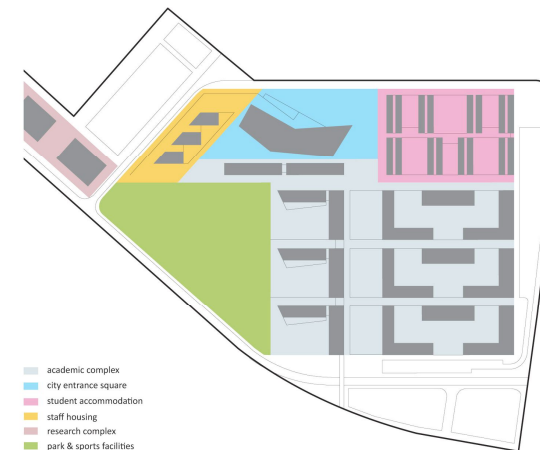 academic complex
city entrance square
student accommodation
staff housing
research complex
park & sports facilities